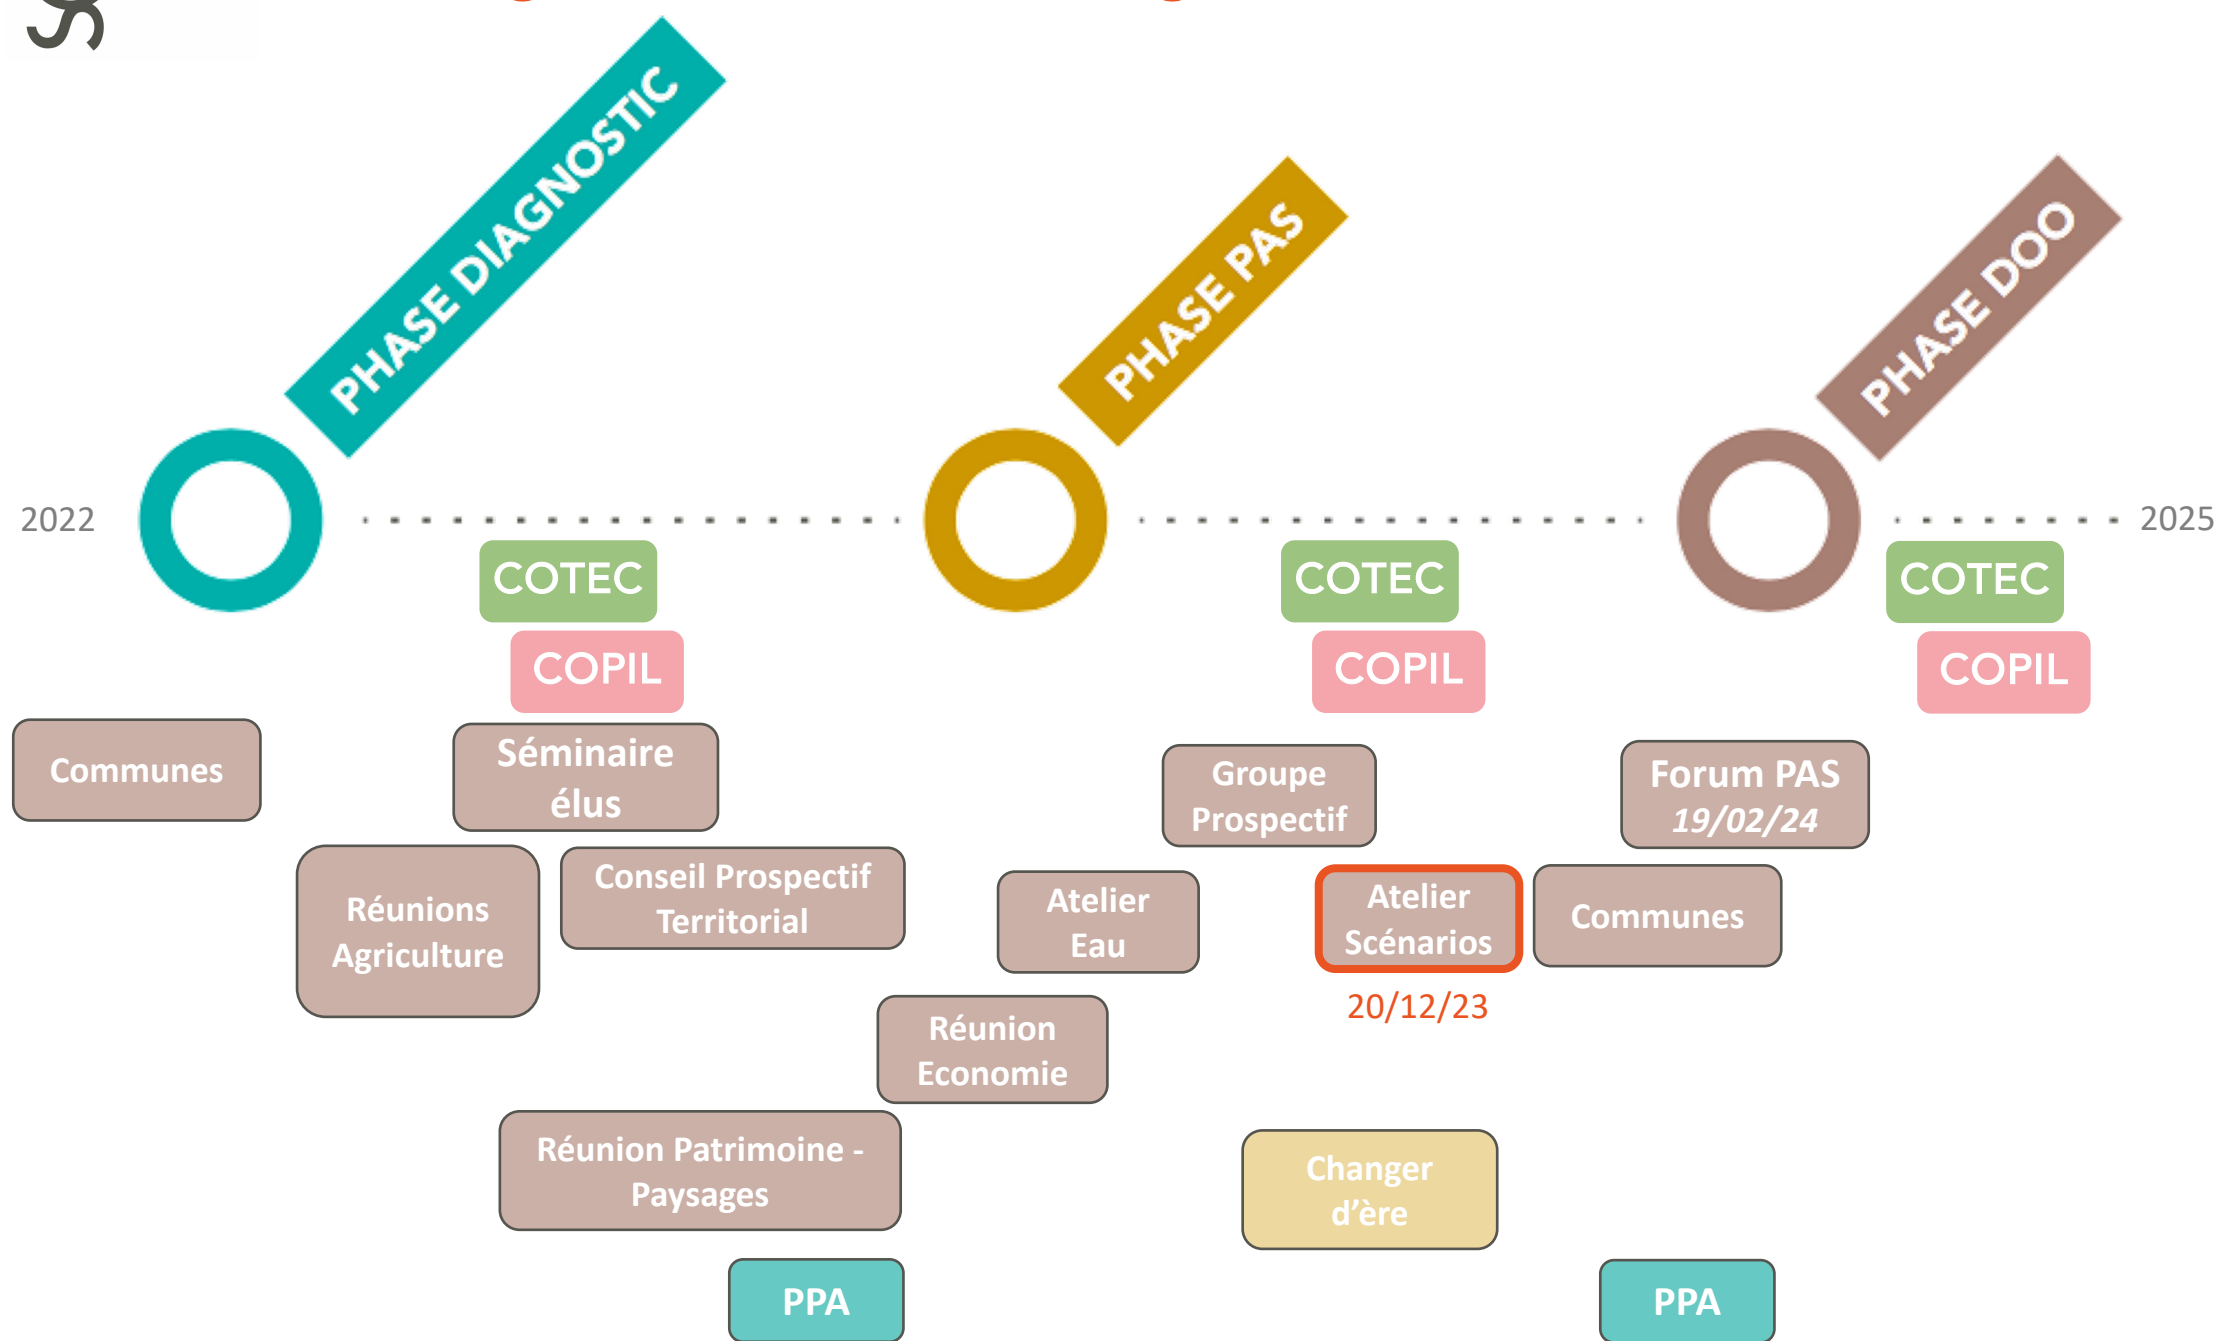 PHASE DIAGNOSTIC
PHASE PAS
PHASE DOO
2022
2025
COTEC
COTEC
COTEC
COPIL
COPIL
COPIL
Communes
Séminaire
élus
Groupe
Prospectif
Forum PAS
19/02/24
Réunions
Agriculture
Conseil Prospectif
Territorial
Atelier
Eau
Atelier
Scénarios
20/12/23
Communes
Réunion
Economie
Réunion Patrimoine -
Paysages
Changer
d’ère
PPA
PPA